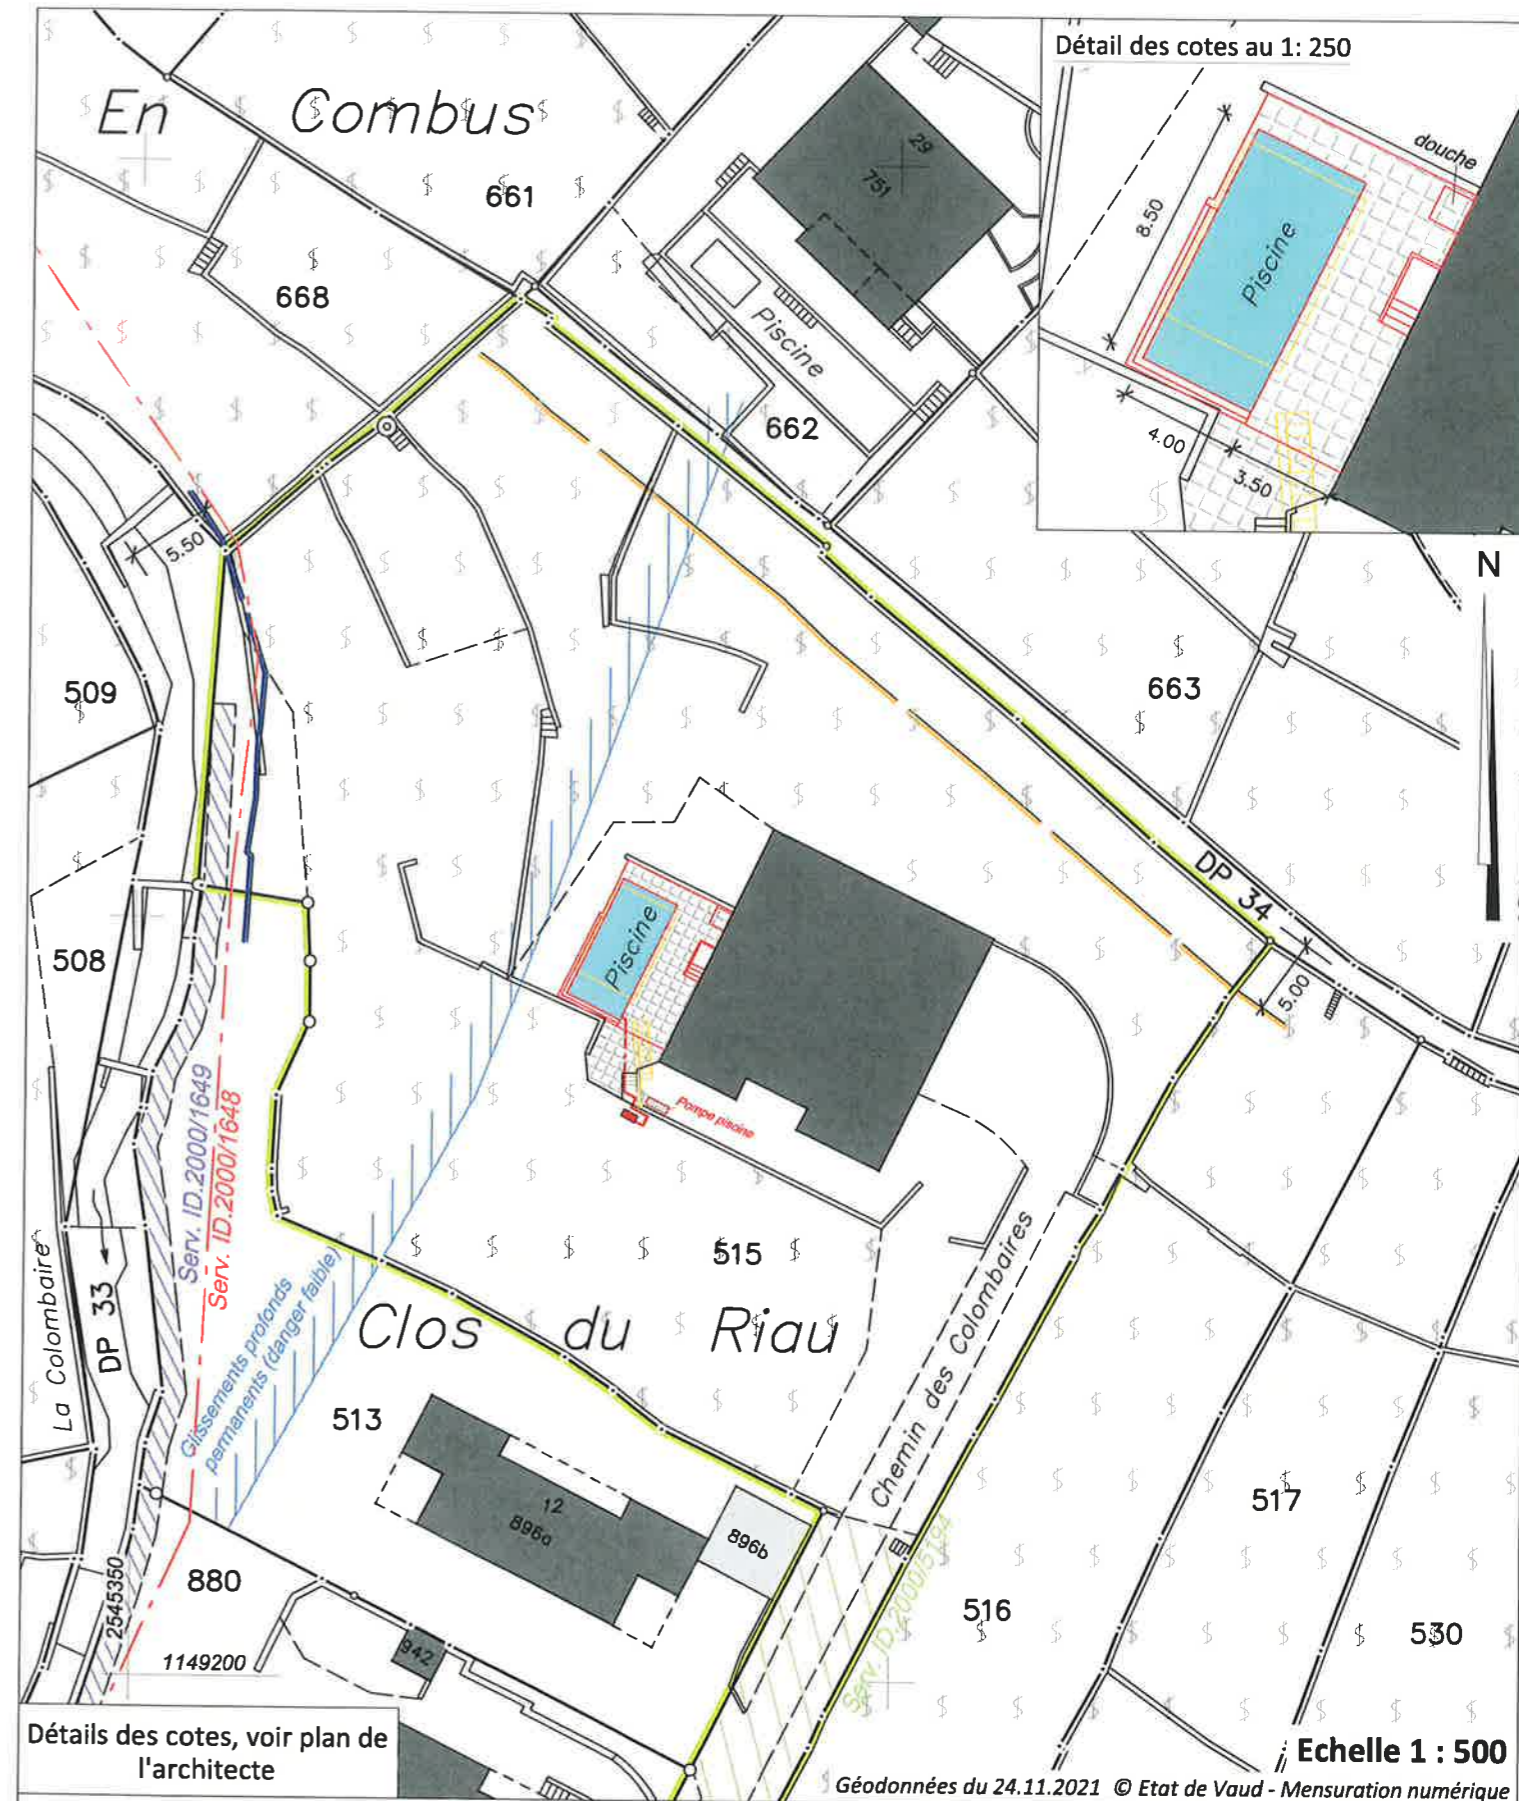 Détail des cotes au 1: 250
En Combus
douche
8.50
Piscine
4.00
3.50
29
751
661
668
Piscine
662
5.50
N
509
663
DP 34
508
Piscine
5.00
Pompe piscine
Serv. ID.2000/1649
Serv. ID.2000/1648
515
La Colombaire
DP 33
Glissements profonds
permanents (danger faible)
Clos du Riau
Chemin des Colombaires
513
12
896a
896b
517
880
516
530
Serv. ID.2000/5194
2545350
942
1149200
Détails des cotes, voir plan de
l'architecte
Echelle 1 : 500
Géodonnées du 24.11.2021 © Etat de Vaud - Mensuration numérique